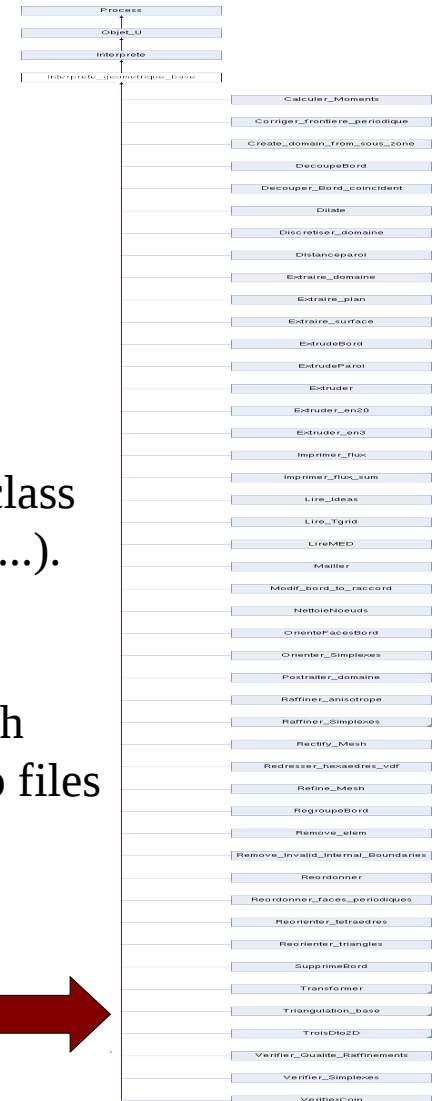 Process
Objet_U
Interprete
Interprete_geometrique_base
Calculer_Moments
Corriger_frontiere_periodique
Create_domain_from_sous_zone
DecoupeBord
Decouper_Bord_coincident
Dilate
Discretiser_domaine
Distanceparoi
Extraire_domaine
Extraire_plan
Extraire_surface
ExtrudeBord
ExtrudeParoi
Extruder
Extruder_en20
Extruder_en3
Imprimer_flux
Imprimer_flux_sum
Lire_Ideas
class
Lire_Tgrid
...).
LireMED
Mailler
Modif_bord_to_raccord
NettoieNoeuds
OrienteFacesBord
Orienter_Simplexes
Postraiter_domaine
Raffiner_anisotrope
Raffiner_Simplexes
h
Rectify_Mesh
Redresser_hexaedres_vdf
files
Refine_Mesh
RegroupeBord
Remove_elem
Remove_Invalid_Internal_Boundaries
Reordonner
Reordonner_faces_periodiques
Reorienter_tetraedres
Reorienter_triangles
SupprimeBord
Transformer
Triangulation_base
TroisDto2D
Verifier_Qualite_Raffinements
Verifier_Simplexes
VerifierCoin